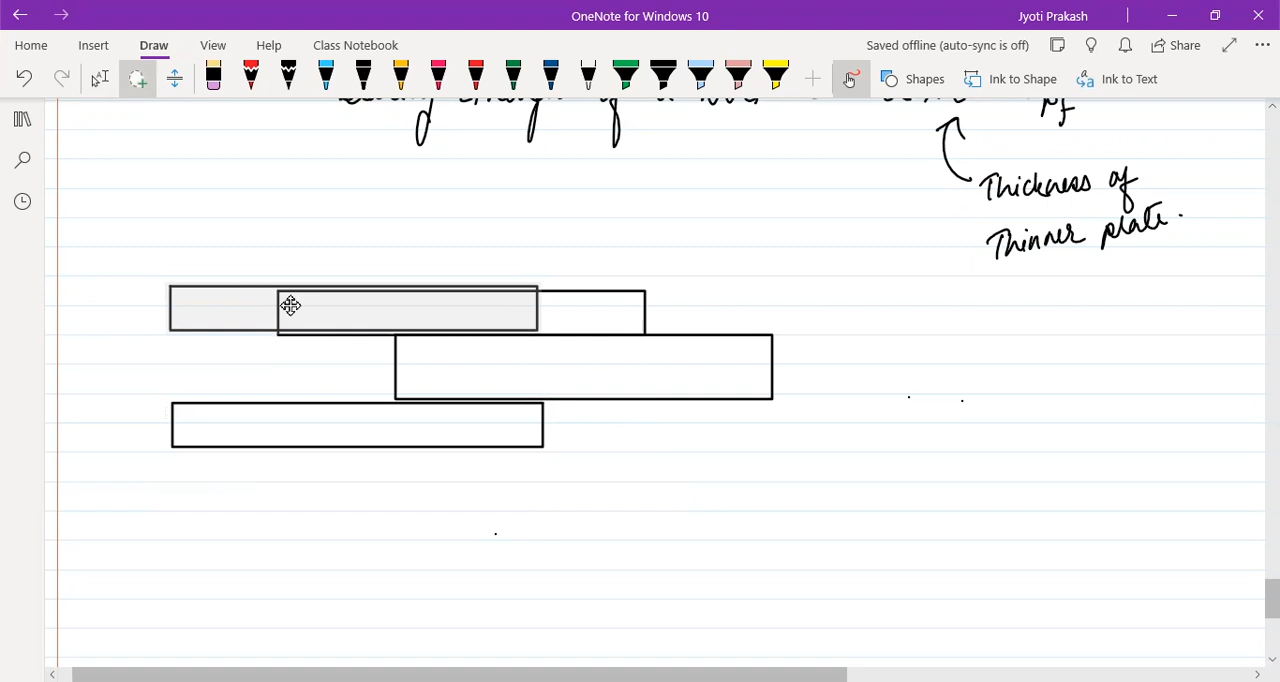 OneNote for Windows 10
Jyoti Prakash
Home Insert Draw View Help Class Notebook
Saved offline (auto-sync is off) Share
Shapes Ink to Shape Ink to Text
of a
Thickness of
Thinner plate.